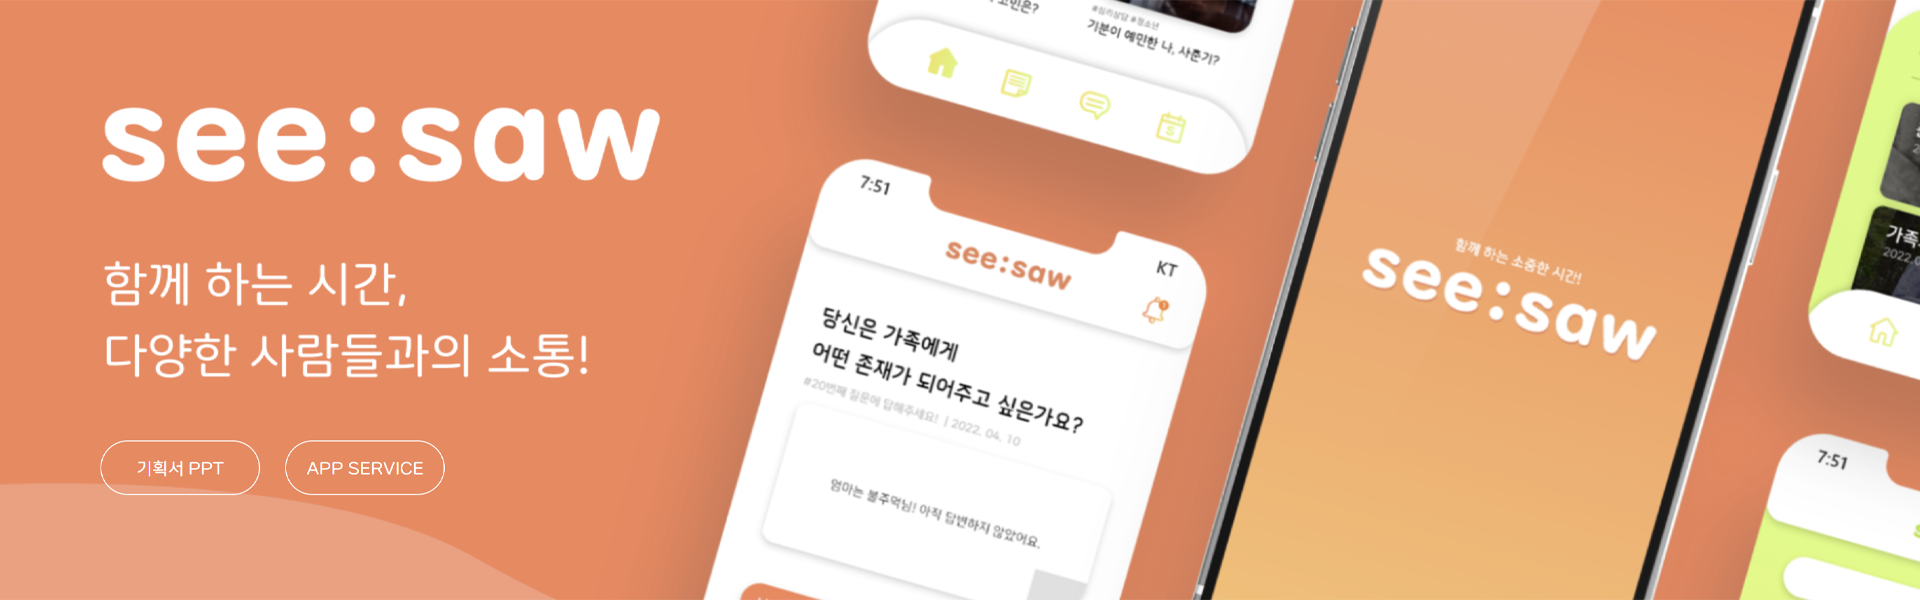 see:saw
함께 하는 시간,
다양한 사람들과의 소통!
기획서 PPT
APP SERVICE
고민은?
#심리상담 #청소년
기분이 예민한 나, 사춘기?
7:51
KT
see:saw
당신은 가족에게
어떤 존재가 되어주고 싶은가요?
#20번째 질문에 답해주세요! | 2022. 04. 10
엄마는 불주먹님! 아직 답변하지 않았어요.
함께 하는 소중한 시간!
see:saw
가족
2022.0
7:51